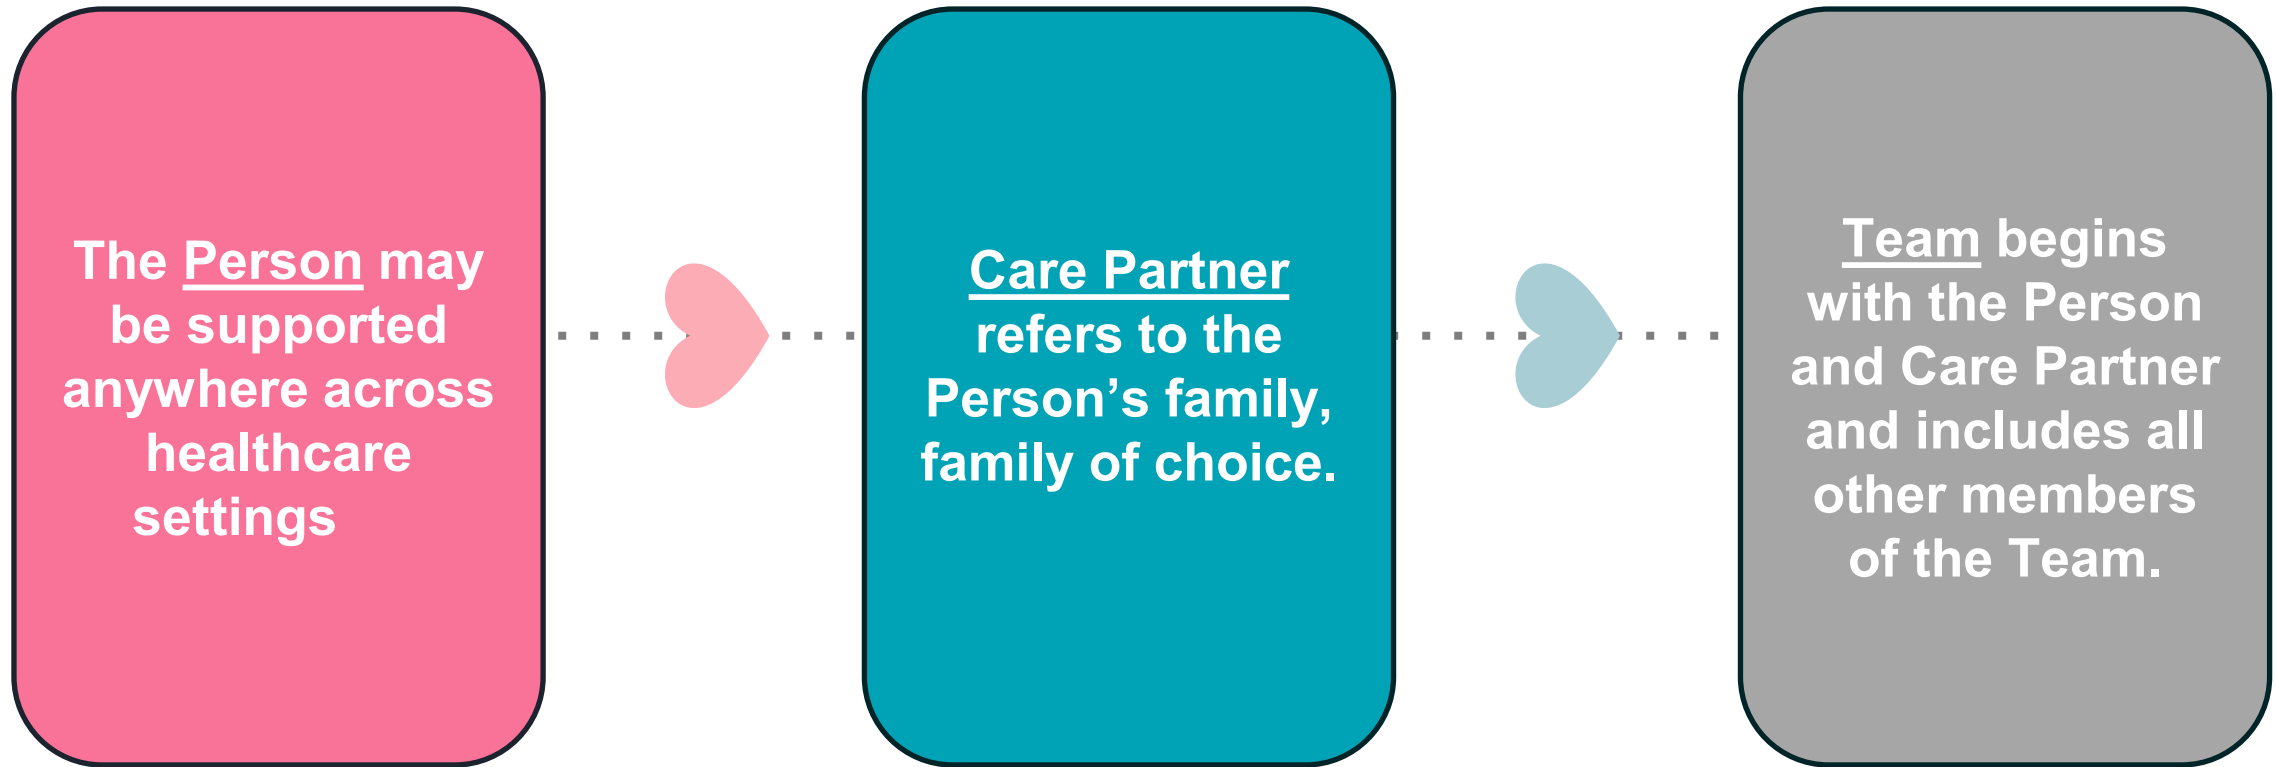 The Person may
be supported
anywhere across
healthcare
settings
Care Partner
refers to the
Person’s family,
family of choice.
Team begins
with the Person
and Care Partner
and includes all
other members
of the Team.